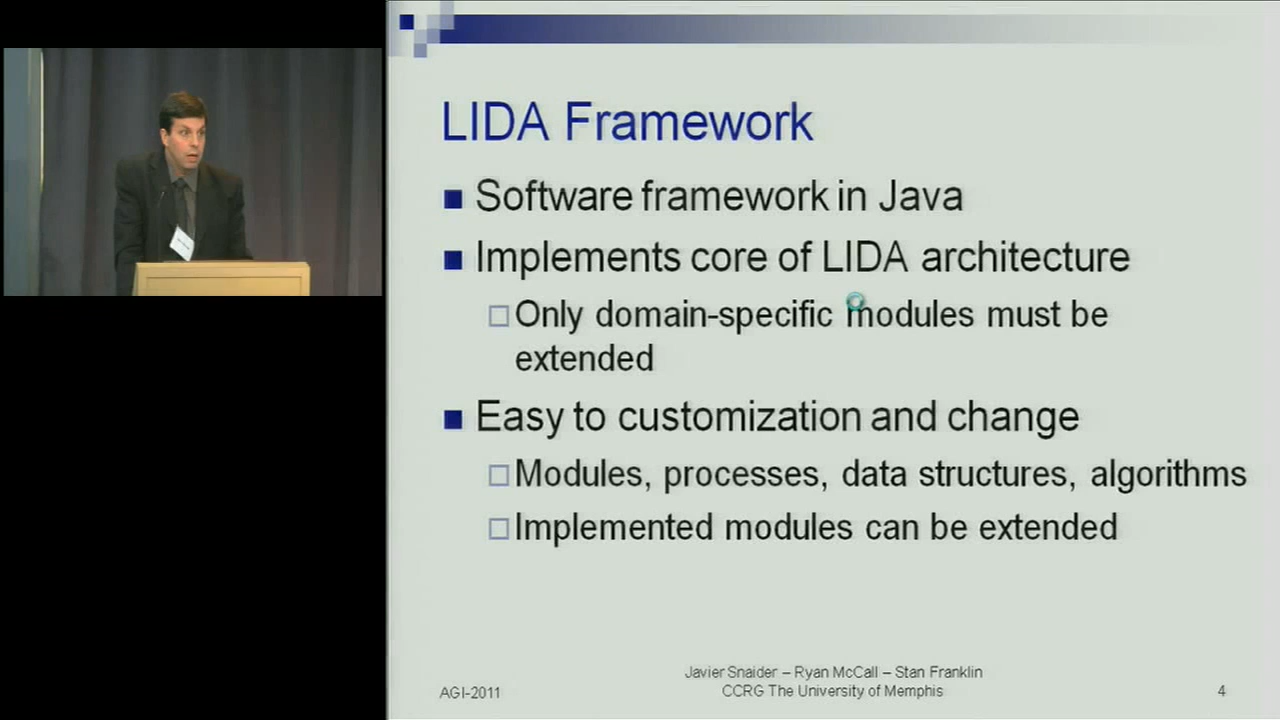 LIDA Framework
Software framework in Java
Implements core of LIDA architecture
Only domain-specific modules must be
extended
Easy to customization and change
Modules, processes, data structures, algorithms
Implemented modules can be extended
Javier Snaider – Ryan McCall – Stan Franklin
AGI-2011
CCRG The University of Memphis
4